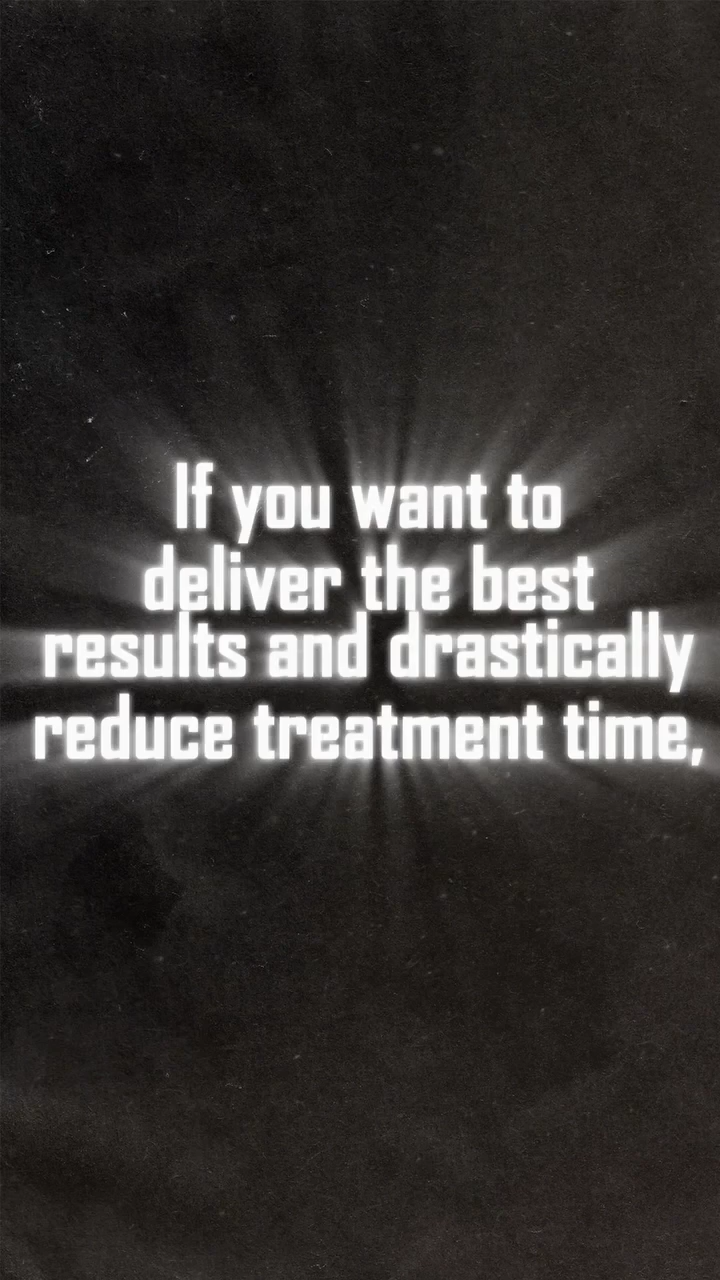 If you want to
deliver the best
results and drastically
reduce treatment time,